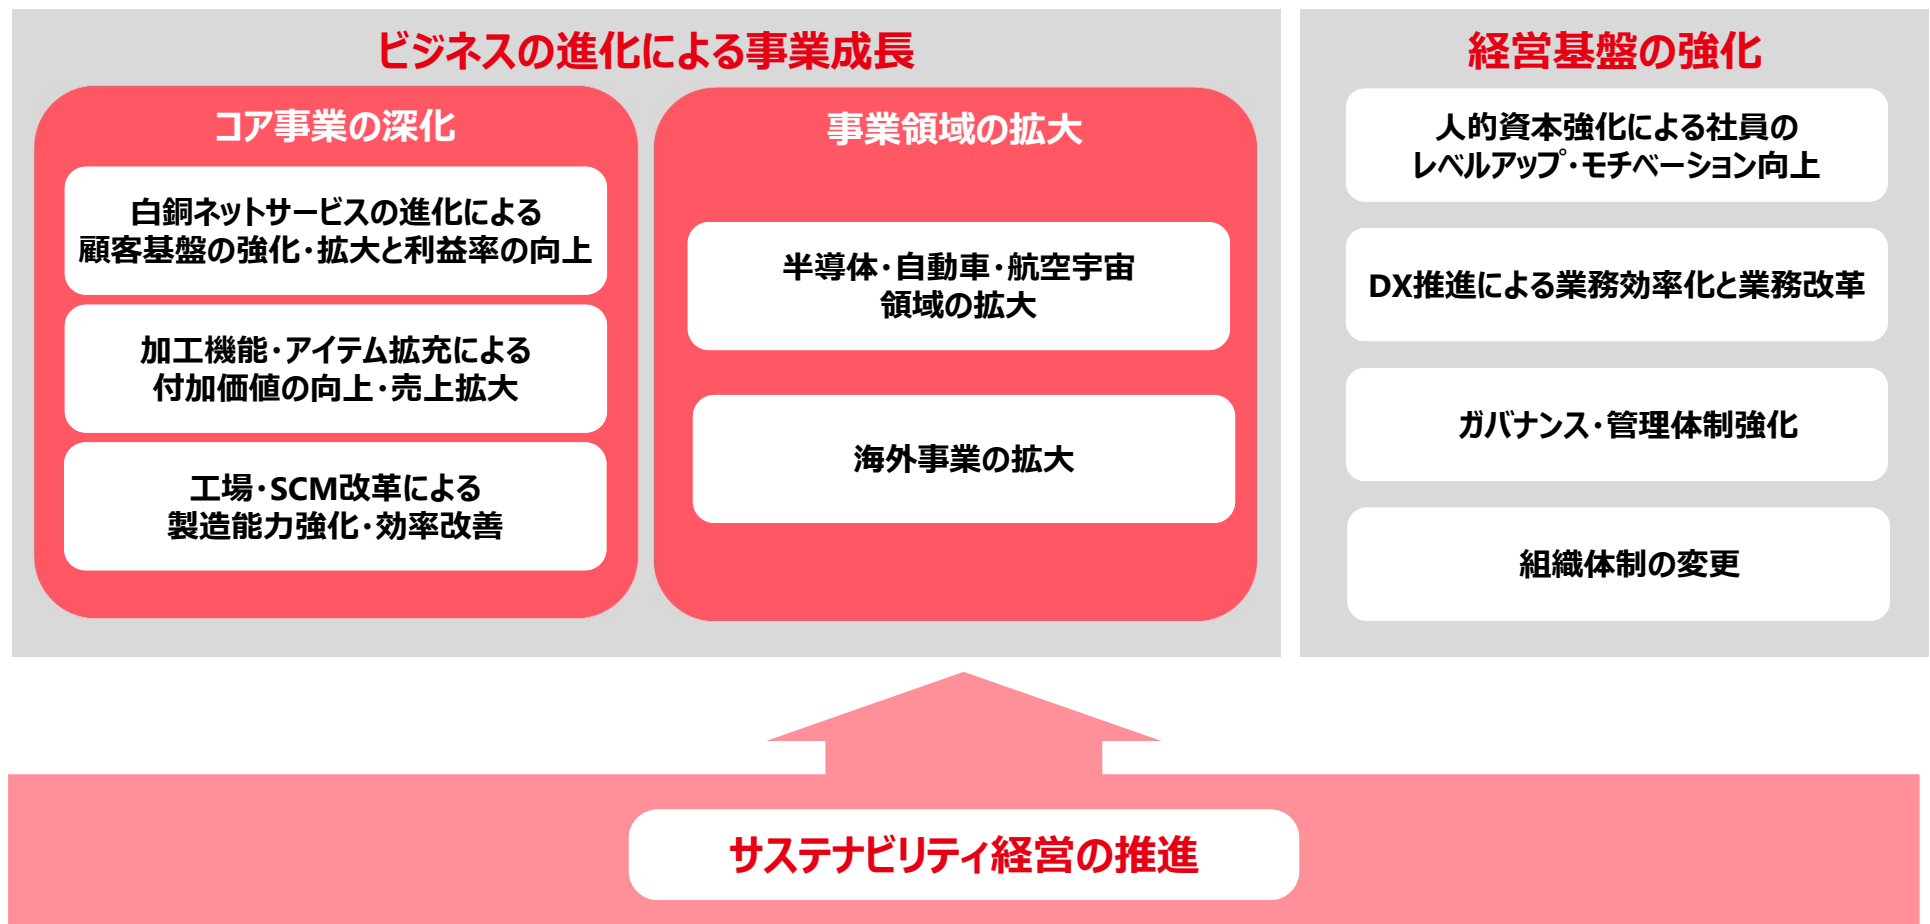 ビジネスの進化による事業成長
コア事業の深化
白銅ネットサービスの進化による
顧客基盤の強化・拡大と利益率の向上
加工機能・アイテム拡充による
付加価値の向上・売上拡大
工場・SCM改革による
製造能力強化・効率改善
事業領域の拡大
半導体・自動車・航空宇宙
領域の拡大
海外事業の拡大
経営基盤の強化
人的資本強化による社員の
レベルアップ・モチベーション向上
DX推進による業務効率化と業務改革
ガバナンス・管理体制強化
組織体制の変更
サステナビリティ経営の推進